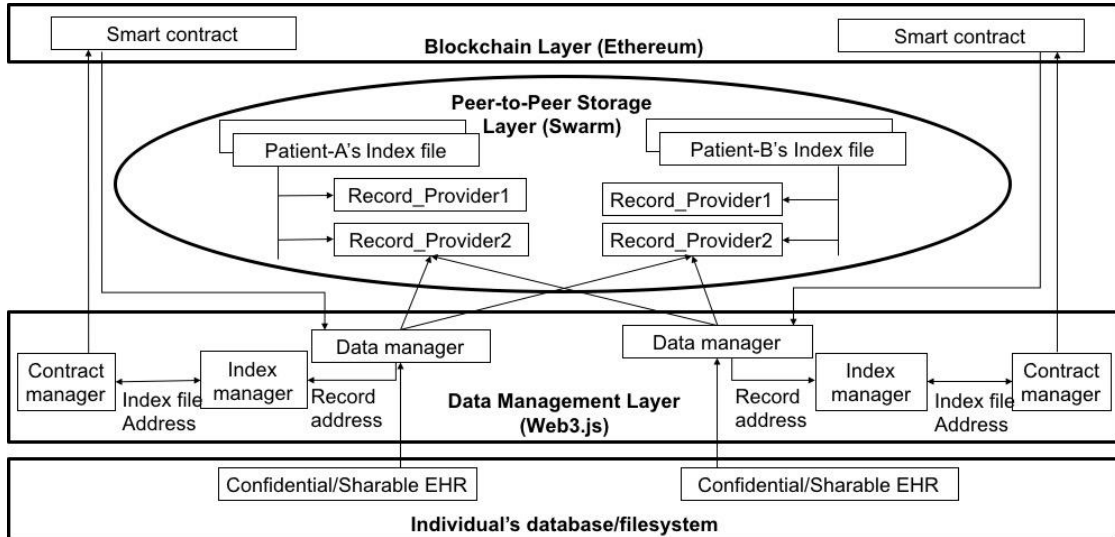 Smart contract
Smart contract
Blockchain Layer (Ethereum)
Peer-to-Peer Storage
Layer (Swarm)
Patient-A's Index file
Patient-B's Index file
Record_Provider1
Record_Provider1
Record_Provider2
Record_Provider2
Data manager
Data manager
Contract
manager
Index
manager
Index
manager
Contract
manager
Index file
Address
Record
address
Data Management Layer
(Web3.js)
Record
address
Index file
Address
Confidential/Sharable EHR
Confidential/Sharable EHR
Individual's database/filesystem